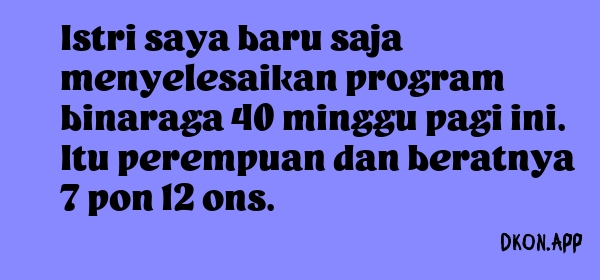 Istri saya baru saja
menyelesaikan program
binaraga 40 minggu pagi ini.
Itu perempuan dan beratnya
7 pon 12 ons.
DKON.APP